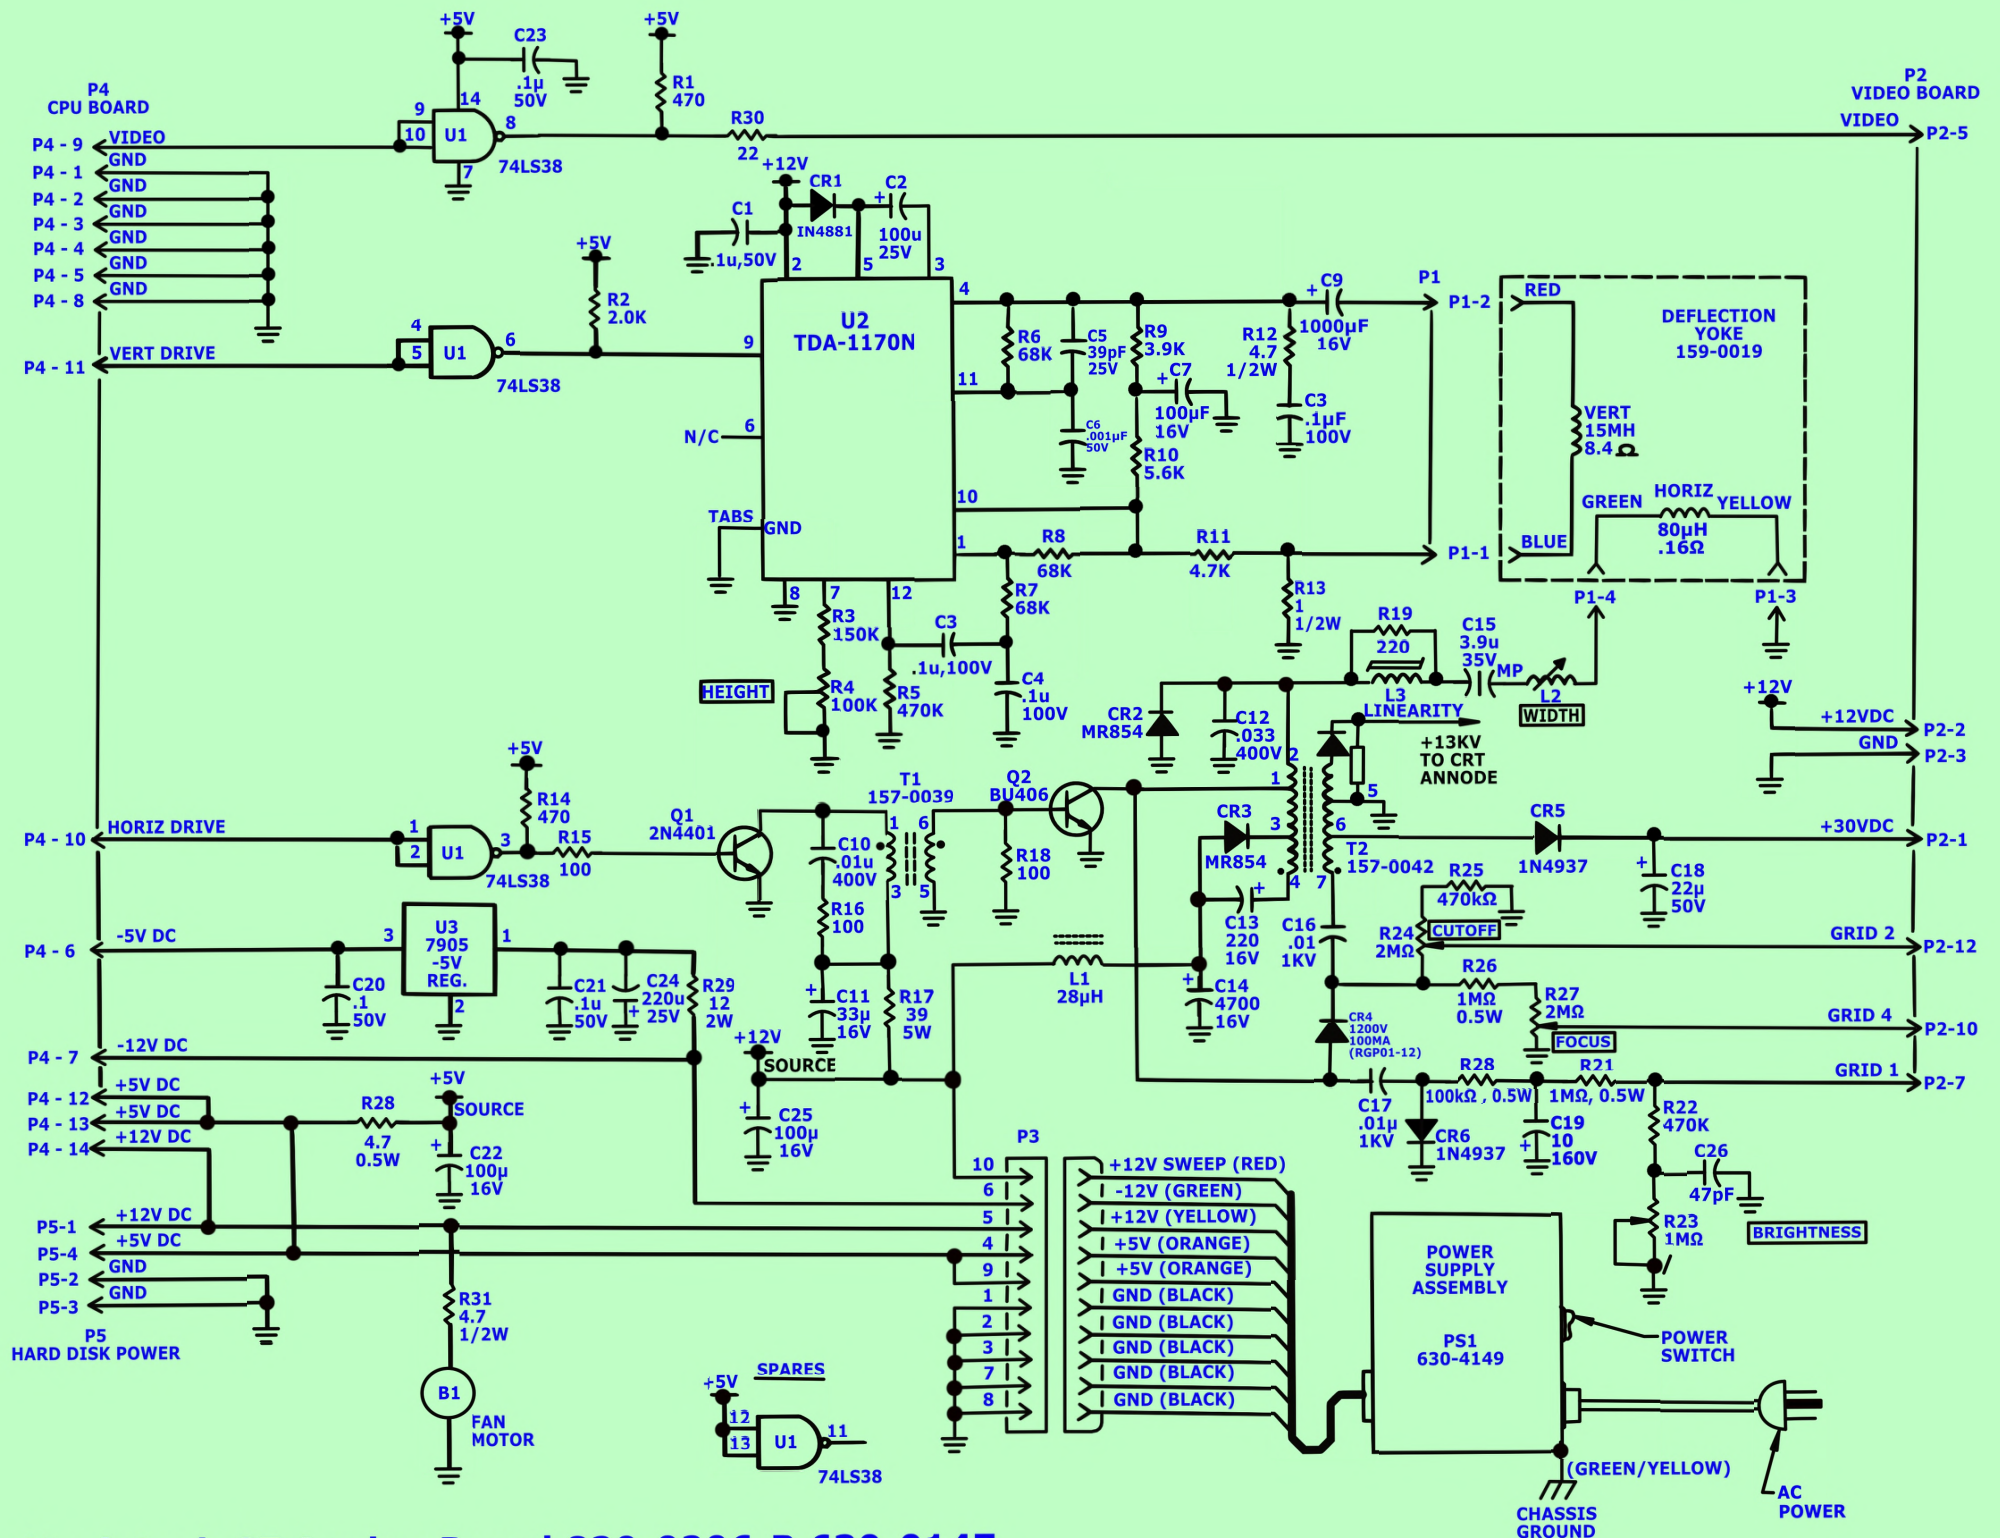 +5V
C23
.1µ
50V
+5V
R1
470
P4
CPU BOARD
P2
VIDEO BOARD
P4 - 9
VIDEO
9
10
14
U1
8
7
74LS38
R30
22
VIDEO
P2-5
P4 - 1
GND
P4 - 2
GND
P4 - 3
GND
P4 - 4
GND
P4 - 5
GND
P4 - 8
GND
+12V
CR1
IN4881
C2
+
100u
25V
C1
.1u,50V
2
5
3
+5V
R2
2.0K
P4 - 11
VERT DRIVE
4
5
U1
6
74LS38
9
U2
TDA-1170N
4
11
10
1
N/C
6
TABS
GND
8
7
12
R6
68K
C5
39pF
25V
R9
3.9K
R12
4.7
1/2W
C9
+
1000µF
16V
P1
P1-2
C7
+
100µF
16V
C6
.001µF
50V
R10
5.6K
C3
.1µF
100V
RED
DEFLECTION
YOKE
159-0019
VERT
15MH
8.4 Ω
GREEN
HORIZ
YELLOW
80µH
.16Ω
BLUE
R8
68K
R11
4.7K
P1-1
P1-4
P1-3
R7
68K
R13
1
1/2W
R3
150K
C3
.1u,100V
HEIGHT
R4
100K
R5
470K
C4
.1u
100V
R19
220
C15
3.9u
35V
MP
L3
LINEARITY
L2
WIDTH
CR2
MR854
C12
.033
400V
+13KV
TO CRT
ANNODE
+12V
+12VDC
P2-2
GND
P2-3
+5V
R14
470
P4 - 10
HORIZ DRIVE
1
2
U1
3
74LS38
R15
100
Q1
2N4401
T1
157-0039
1
6
3
5
C10
.01u
400V
R16
100
Q2
BU406
R18
100
2
1
3
4
5
6
7
CR3
MR854
T2
157-0042
CR5
1N4937
+30VDC
P2-1
+
C18
22µ
50V
R25
470kΩ
R24
2MΩ
CUTOFF
GRID 2
P2-12
P4 - 6
-5V DC
3
U3
7905
-5V
REG.
1
2
C20
.1
50V
C21
.1u
50V
C24
220u
25V
+
R29
12
2W
+
C11
33µ
16V
R17
39
5W
L1
28µH
+
C13
220
16V
C16
.01
1KV
+
C14
4700
16V
R26
1MΩ
0.5W
R27
2MΩ
FOCUS
GRID 4
P2-10
CR4
1200V
100MA
(RGP01-12)
P4 - 7
-12V DC
+12V
SOURCE
+
C25
100µ
16V
P4 - 12
+5V DC
P4 - 13
+5V DC
P4 - 14
+12V DC
R28
4.7
0.5W
+5V
SOURCE
+
C22
100µ
16V
C17
.01µ
1KV
R28
100kΩ , 0.5W
R21
1MΩ, 0.5W
GRID 1
P2-7
CR6
1N4937
C19
10
+
160V
R22
470K
C26
47pF
R23
1MΩ
BRIGHTNESS
P5-1
+12V DC
P5-4
+5V DC
P5-2
GND
P5-3
GND
P5
HARD DISK POWER
R31
4.7
1/2W
B1
FAN
MOTOR
P3
10
+12V SWEEP (RED)
6
-12V (GREEN)
5
+12V (YELLOW)
4
+5V (ORANGE)
9
+5V (ORANGE)
1
GND (BLACK)
2
GND (BLACK)
3
GND (BLACK)
7
GND (BLACK)
8
GND (BLACK)
SPARES
+5V
12
13
U1
11
74LS38
POWER
SUPPLY
ASSEMBLY
PS1
630-4149
POWER
SWITCH
(GREEN/YELLOW)
CHASSIS
GROUND
AC
POWER